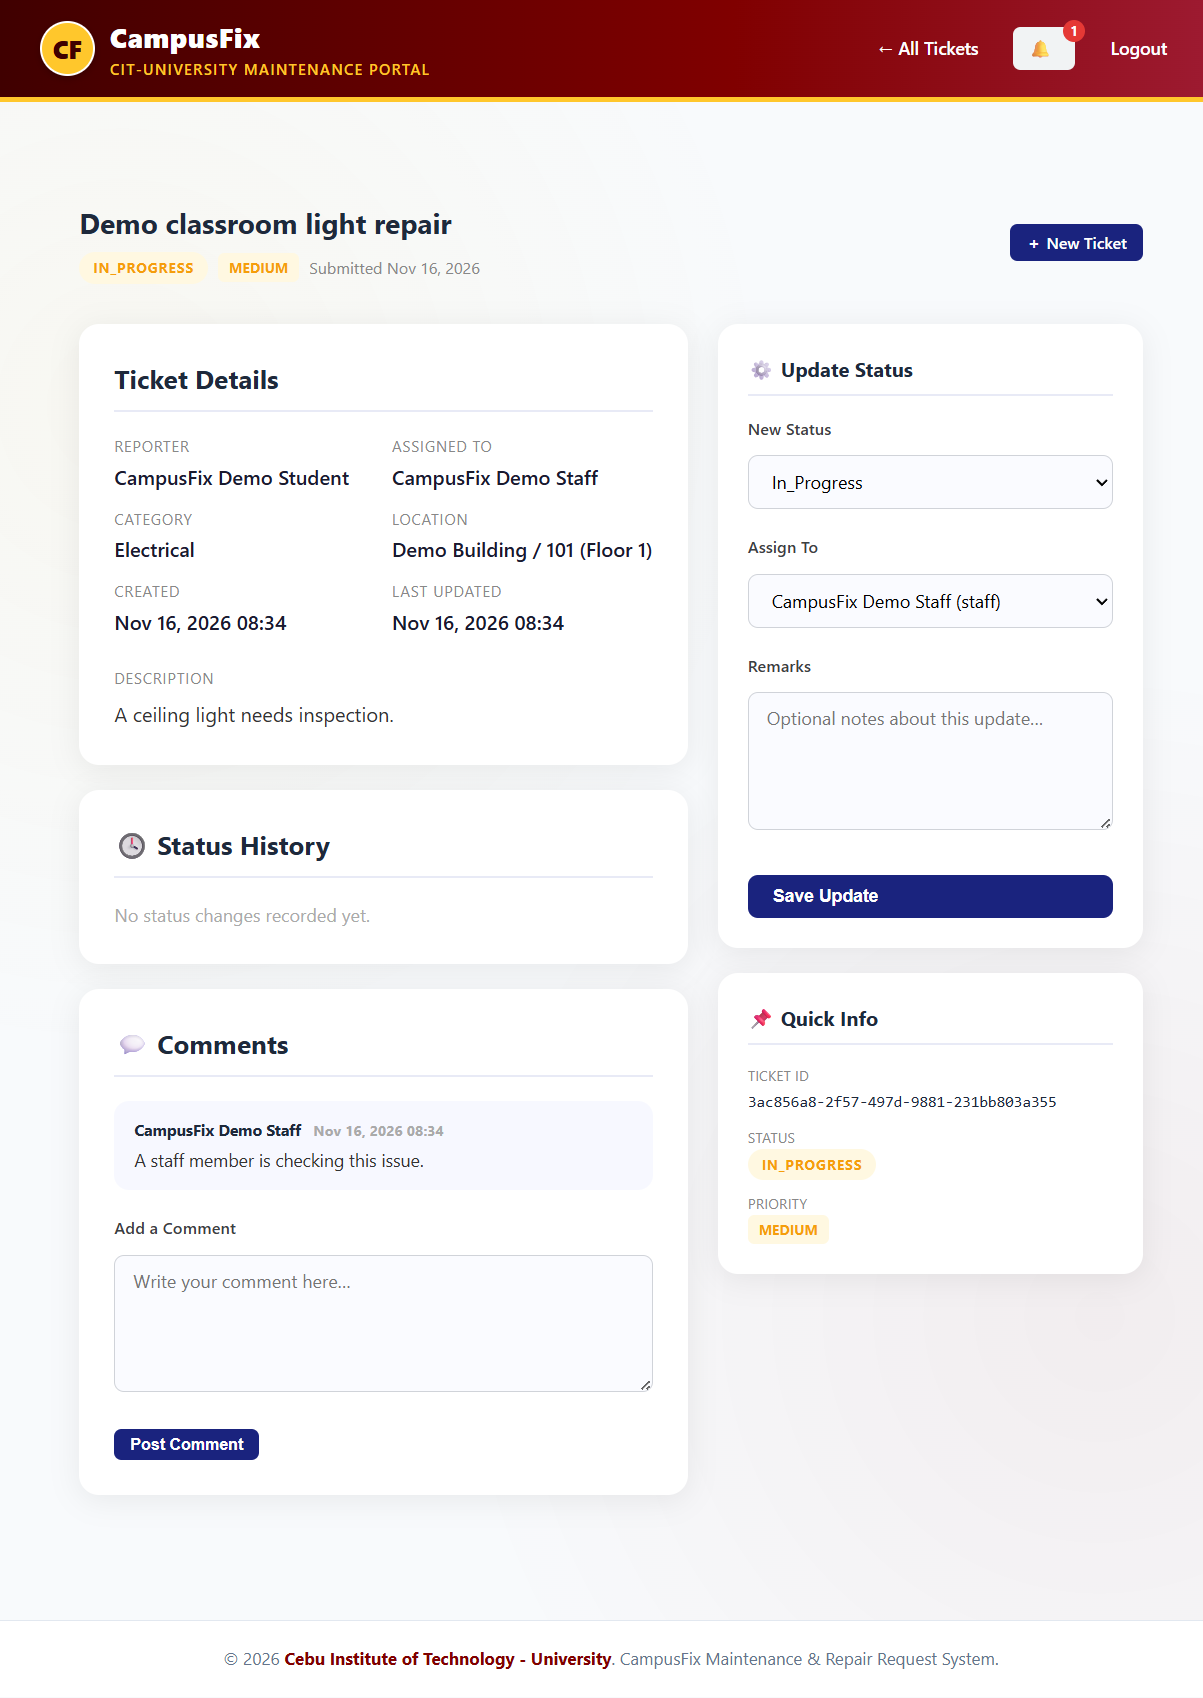 CF
CampusFix
CIT-UNIVERSITY MAINTENANCE PORTAL
← All Tickets
1
Logout
Demo classroom light repair
IN_PROGRESS MEDIUM Submitted Nov 16, 2026
+ New Ticket
Ticket Details
REPORTER
CampusFix Demo Student
ASSIGNED TO
CampusFix Demo Staff
CATEGORY
Electrical
LOCATION
Demo Building / 101 (Floor 1)
CREATED
Nov 16, 2026 08:34
LAST UPDATED
Nov 16, 2026 08:34
DESCRIPTION
A ceiling light needs inspection.
Status History
No status changes recorded yet.
Comments
CampusFix Demo Staff Nov 16, 2026 08:34
A staff member is checking this issue.
Add a Comment
Write your comment here...
Post Comment
Update Status
New Status
In_Progress
Assign To
CampusFix Demo Staff (staff)
Remarks
Optional notes about this update...
Save Update
Quick Info
TICKET ID
3ac856a8-2f57-497d-9881-231bb803a355
STATUS
IN_PROGRESS
PRIORITY
MEDIUM
© 2026 Cebu Institute of Technology - University. CampusFix Maintenance & Repair Request System.